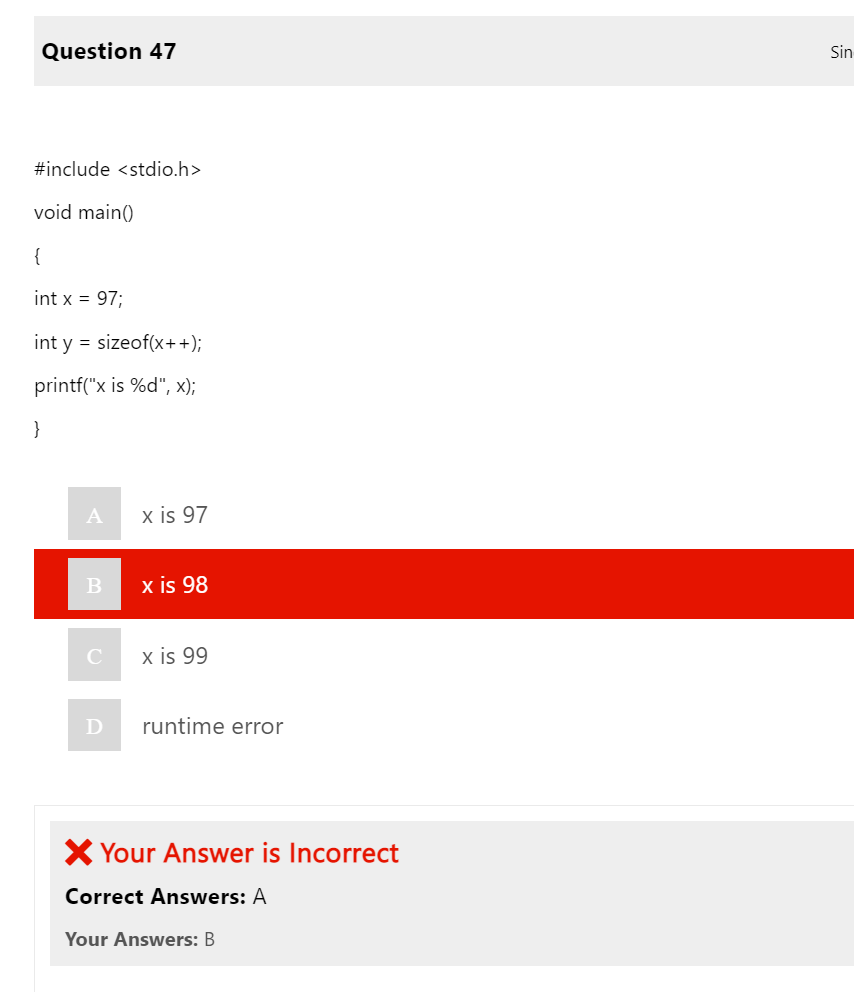 Question 47
Sin
#include <stdio.h>
void main()
{
int x = 97;
int y = sizeof(x++);
printf("x is %d", x);
}
A x is 97
B x is 98
C x is 99
D runtime error
Your Answer is Incorrect
Correct Answers: A
Your Answers: B